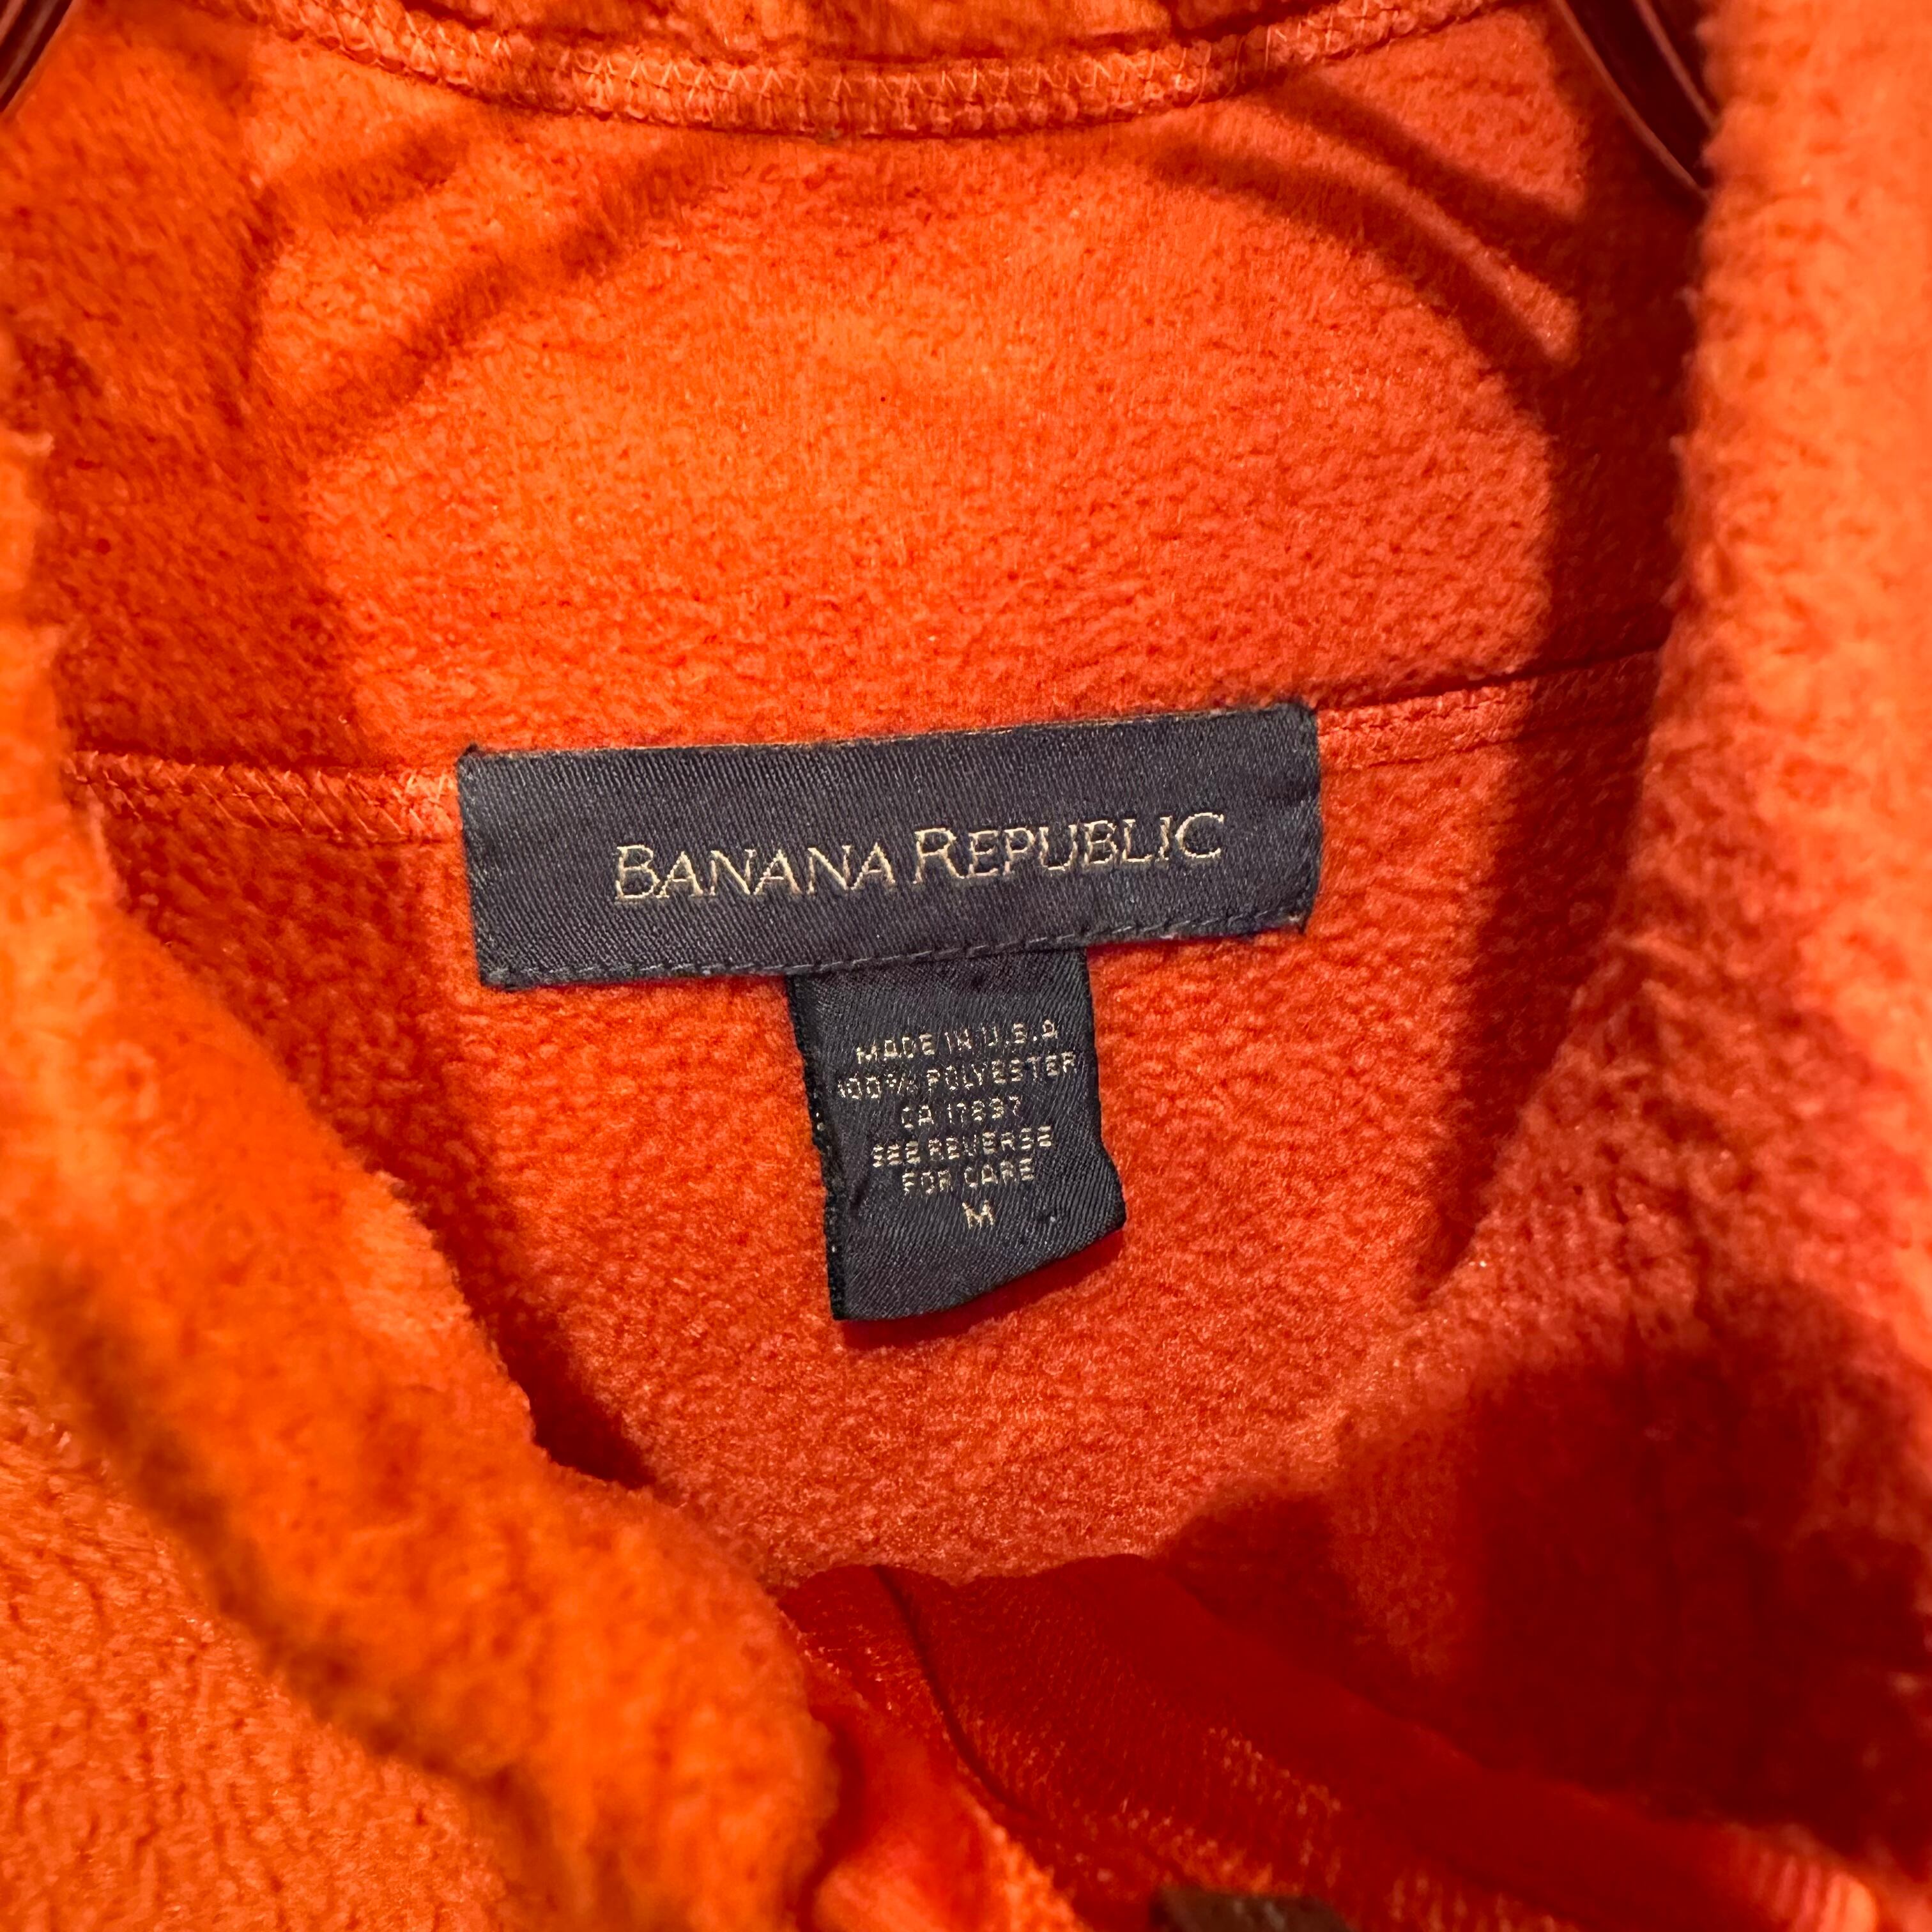 BANANA REPUBLIC
MADE IN U.S.A
100% POLYESTER
CA 17897
SEE REVERSE
FOR CARE
M